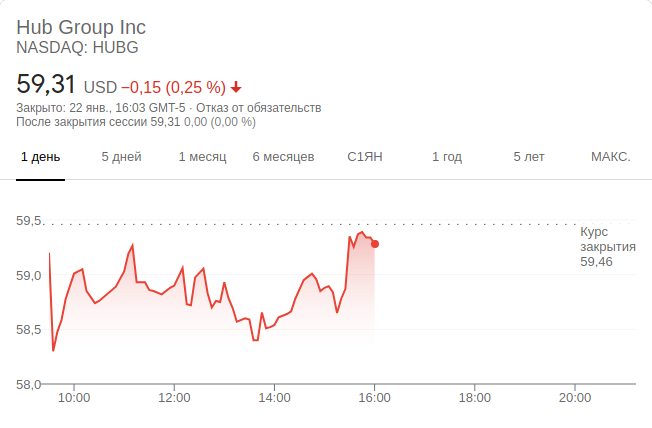 Hub Group Inc
NASDAQ: HUBG
59,31 USD −0,15 (0,25 %)
Закрыто: 22 янв., 16:03 GMT-5 · Отказ от обязательств
После закрытия сессии 59,31 0,00 (0,00 %)
1 день 5 дней 1 месяц 6 месяцев С1ЯН 1 год 5 лет МАКС.
59,5
Курс
закрытия
59,46
59,0
58,5
58,0
10:00 12:00 14:00 16:00 18:00 20:00